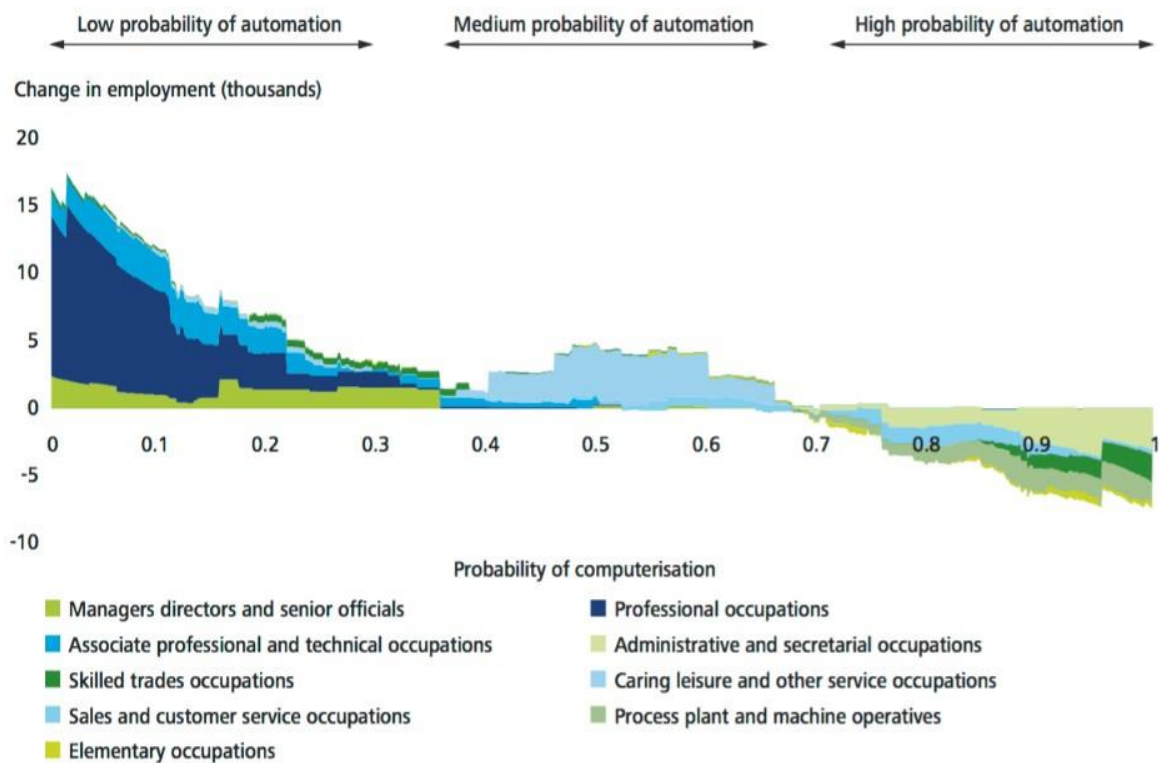 Low probability of automation
Medium probability of automation
High probability of automation
Change in employment (thousands)
20
15
10
5
0
-5
-10
0
0.1
0.2
0.3
0.4
0.5
0.6
0.7
0.8
0.9
1
Probability of computerisation
Managers directors and senior officials
Professional occupations
Associate professional and technical occupations
Administrative and secretarial occupations
Skilled trades occupations
Caring leisure and other service occupations
Sales and customer service occupations
Process plant and machine operatives
Elementary occupations